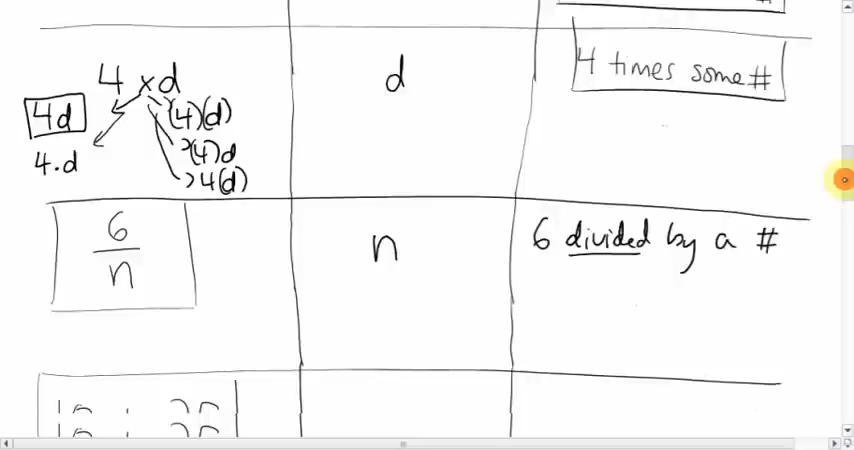 4 × d
4d
4 · d
(4)(d)
(4)d
4(d)
d
4 times some #
6
n
n
6 divided by a #